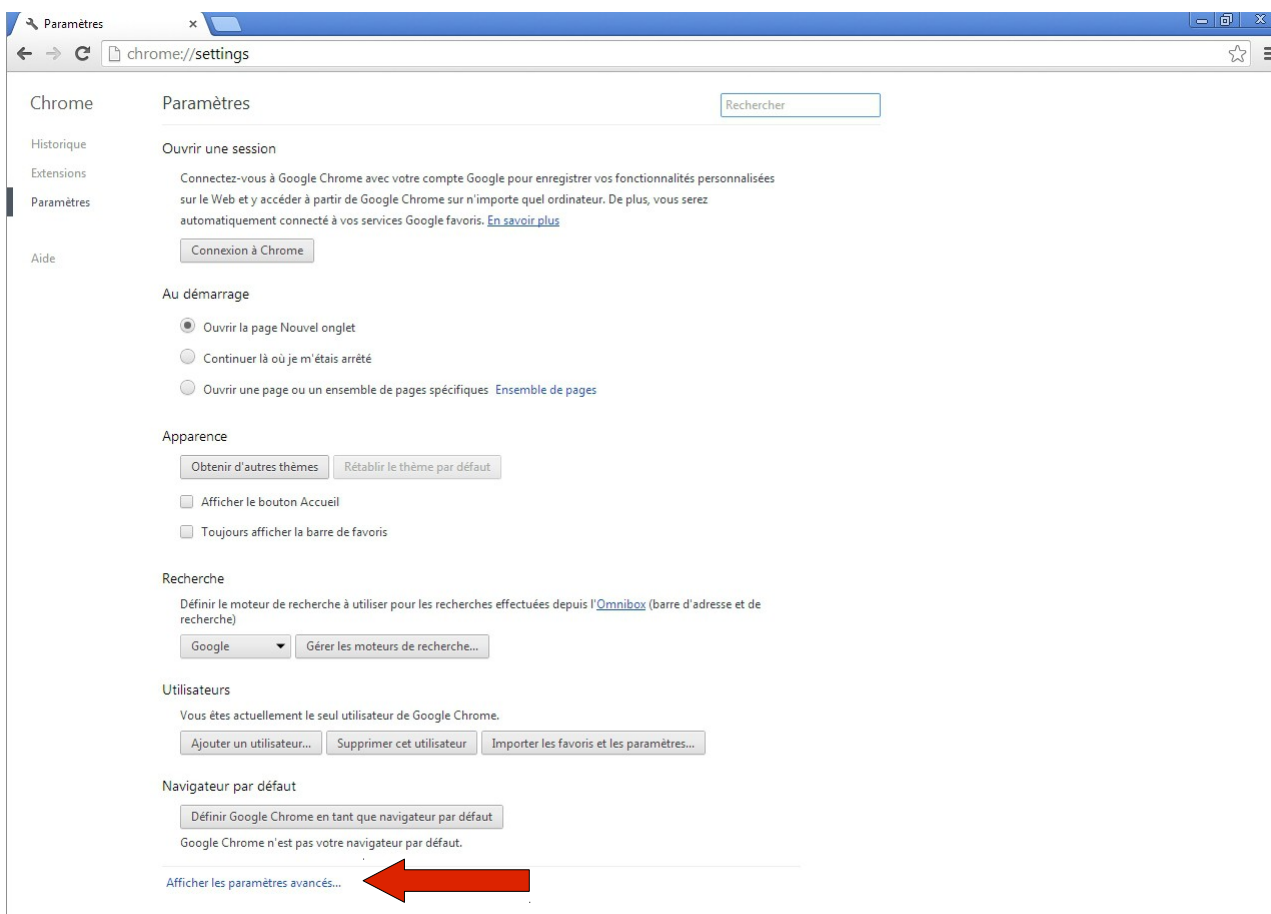 Paramètres
chrome://settings
Chrome
Paramètres
Rechercher
Historique
Extensions
Paramètres
Aide
Ouvrir une session
Connectez-vous à Google Chrome avec votre compte Google pour enregistrer vos fonctionnalités personnalisées
sur le Web et y accéder à partir de Google Chrome sur n'importe quel ordinateur. De plus, vous serez
automatiquement connecté à vos services Google favoris. En savoir plus
Connexion à Chrome
Au démarrage
Ouvrir la page Nouvel onglet
Continuer là où je m'étais arrêté
Ouvrir une page ou un ensemble de pages spécifiques Ensemble de pages
Apparence
Obtenir d'autres thèmes Rétablir le thème par défaut
Afficher le bouton Accueil
Toujours afficher la barre de favoris
Recherche
Définir le moteur de recherche à utiliser pour les recherches effectuées depuis l'Omnibox (barre d'adresse et de
recherche)
Google Gérer les moteurs de recherche...
Utilisateurs
Vous êtes actuellement le seul utilisateur de Google Chrome.
Ajouter un utilisateur... Supprimer cet utilisateur Importer les favoris et les paramètres...
Navigateur par défaut
Définir Google Chrome en tant que navigateur par défaut
Google Chrome n'est pas votre navigateur par défaut.
Afficher les paramètres avancés...